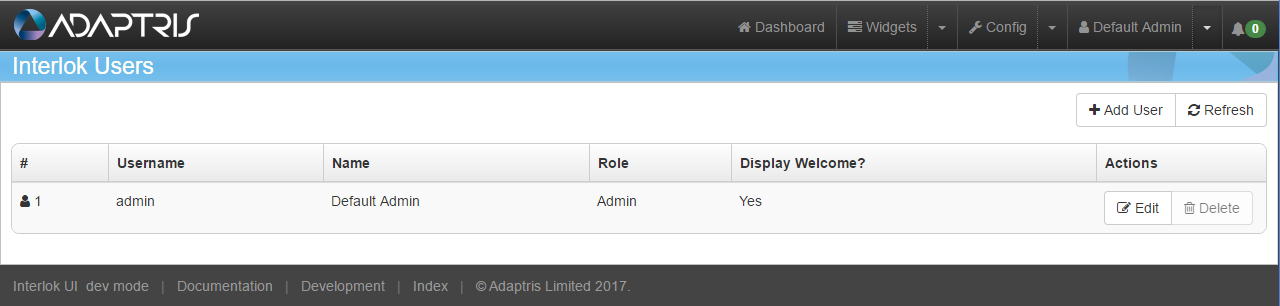 ADAPTRIS Dashboard Widgets Config Default Admin 0
Interlok Users
Add User Refresh
# Username Name Role Display Welcome? Actions
1 admin Default Admin Admin Yes Edit Delete
Interlok UI dev mode | Documentation | Development | Index | © Adaptris Limited 2017.